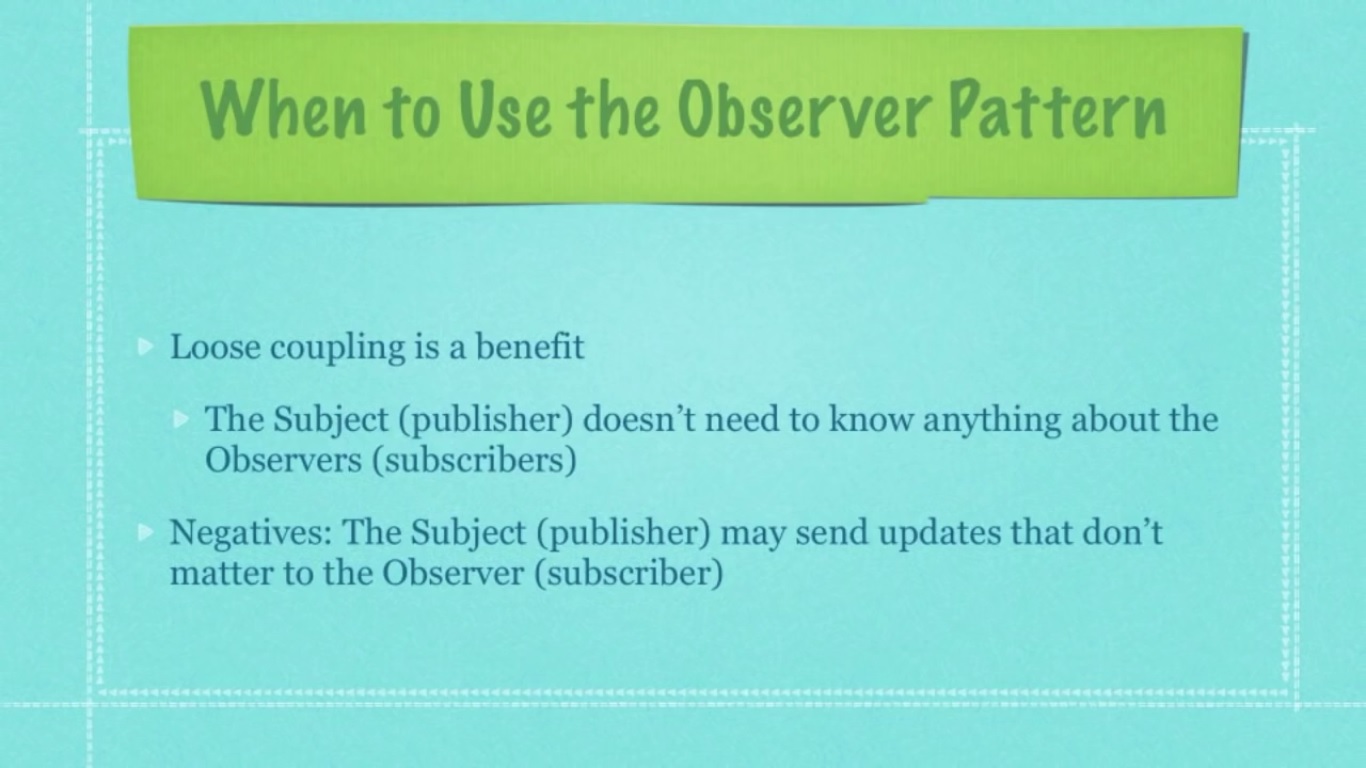 When to Use the Observer Pattern
Loose coupling is a benefit
The Subject (publisher) doesn’t need to know anything about the
Observers (subscribers)
Negatives: The Subject (publisher) may send updates that don’t
matter to the Observer (subscriber)